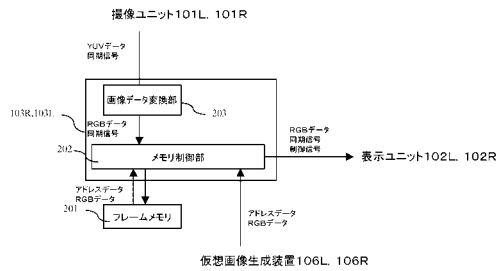 撮像ユニット101L, 101R
YUVデータ
同期信号
画像データ変換部
203
103R,103L
RGBデータ
同期信号
202
メモリ制御部
RGBデータ
同期信号
制御信号
表示ユニット102L, 102R
アドレスデータ
RGBデータ
201
フレームメモリ
アドレスデータ
RGBデータ
仮想画像生成装置106L, 106R